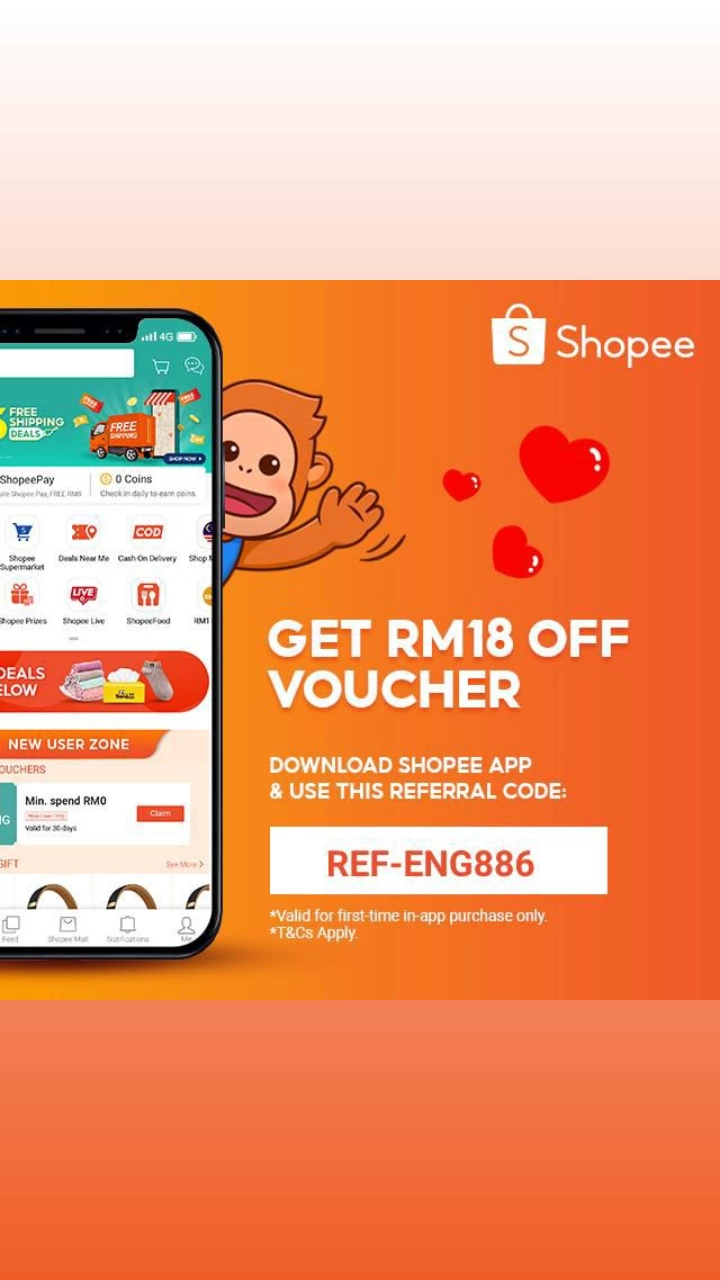 4G
Shopee
FREE
SHIPPING
DEALS
FREE
SHIPPING
SHOP NOW
ShopeePay
0 Coins
Shopee Pay, FREE RM8
Check in daily to earn coins
Shopee
Supermarket
Deals Near Me
COD
Cash On Delivery
Shop M
Shopee Prizes
LIVE
Shopee Live
ShopeeFood
RM1
DEALS
ELOW
GET RM18 OFF
VOUCHER
NEW USER ZONE
OUCHERS
DOWNLOAD SHOPEE APP
& USE THIS REFERRAL CODE:
Min. spend RM0
Valid for 30 days
Claim
NG
REF-ENG886
GIFT
See More >
*Valid for first-time in-app purchase only.
*T&Cs Apply.
Feed
Shopee Mall
Notifications
Me